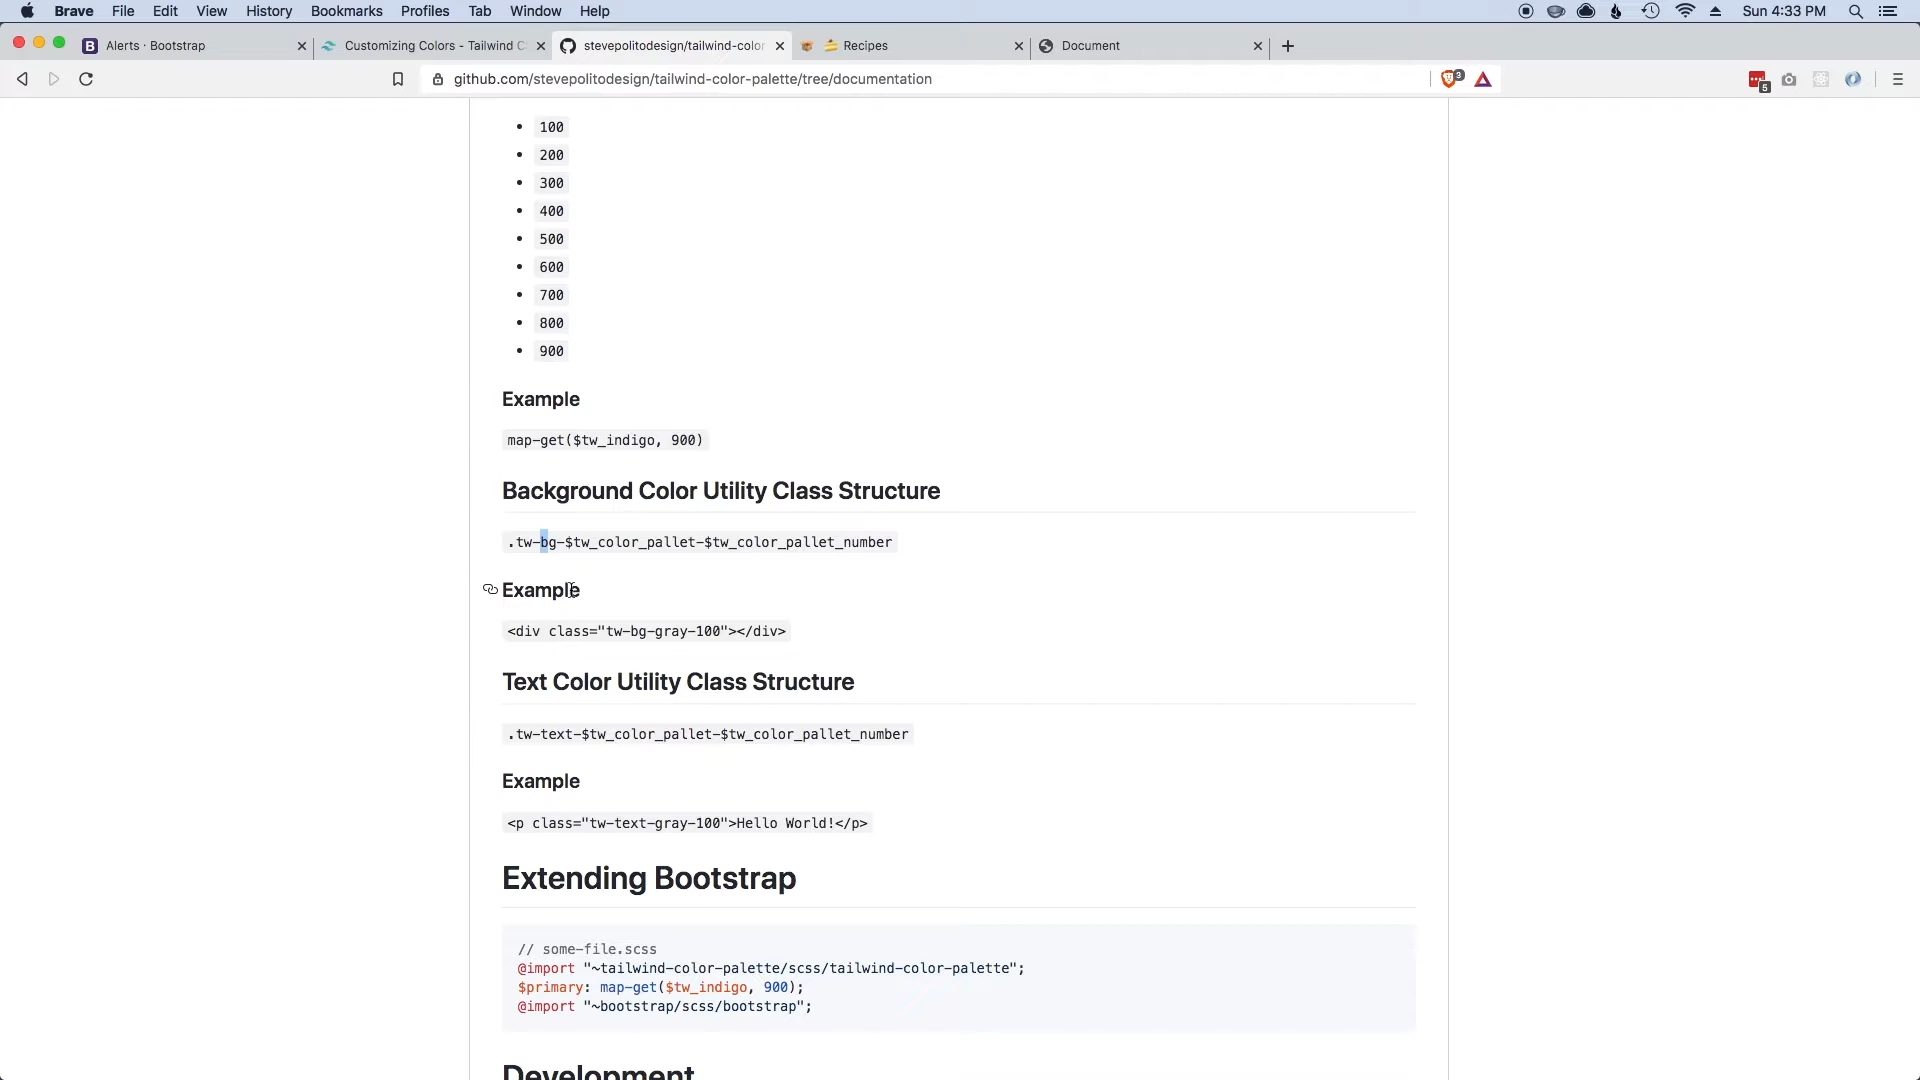 Brave File Edit View History Bookmarks Profiles Tab Window Help Sun 4:33 PM
B Alerts · Bootstrap Customizing Colors - Tailwind C stevepolitodesign/tailwind-color Recipes Document
github.com/stevepolitodesign/tailwind-color-palette/tree/documentation 3 5
100
200
300
400
500
600
700
800
900
Example
map-get($tw_indigo, 900)
Background Color Utility Class Structure
.tw-bg-$tw_color_pallet-$tw_color_pallet_number
Example
<div class="tw-bg-gray-100"></div>
Text Color Utility Class Structure
.tw-text-$tw_color_pallet-$tw_color_pallet_number
Example
<p class="tw-text-gray-100">Hello World!</p>
Extending Bootstrap
// some-file.scss
@import "~tailwind-color-palette/scss/tailwind-color-palette";
$primary: map-get($tw_indigo, 900);
@import "~bootstrap/scss/bootstrap";
Development